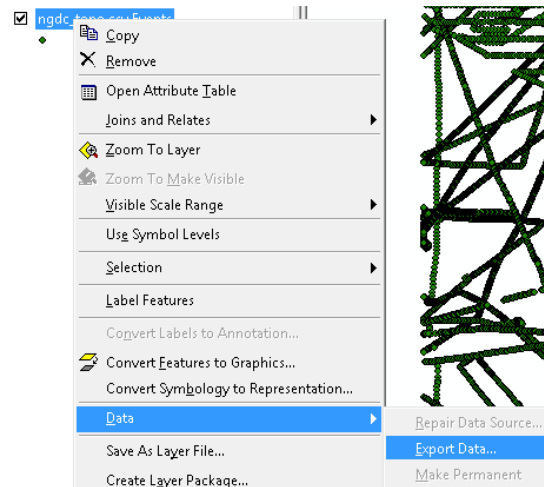 ngdc_topo.csv Events
Copy
Remove
Open Attribute Table
Joins and Relates
Zoom To Layer
Zoom To Make Visible
Visible Scale Range
Use Symbol Levels
Selection
Label Features
Convert Labels to Annotation...
Convert Features to Graphics...
Convert Symbology to Representation...
Data
Repair Data Source...
Save As Layer File...
Export Data...
Create Layer Package...
Make Permanent